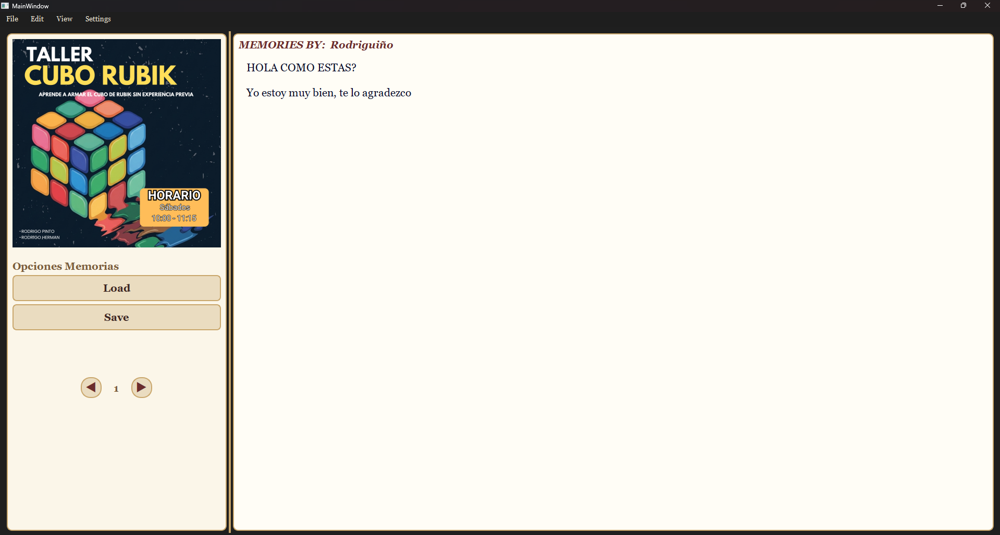 MainWindow
File Edit View Settings
TALLER
CUBO RUBIK
APRENDE A ARMAR EL CUBO DE RUBIK SIN EXPERIENCIA PREVIA
HORARIO
Sábados
10:00 - 11:15
-RODRIGO PINTO
-RODRIGO HERMAN
Opciones Memorias
Load
Save
1
MEMORIES BY: Rodriguiño
HOLA COMO ESTAS?
Yo estoy muy bien, te lo agradezco